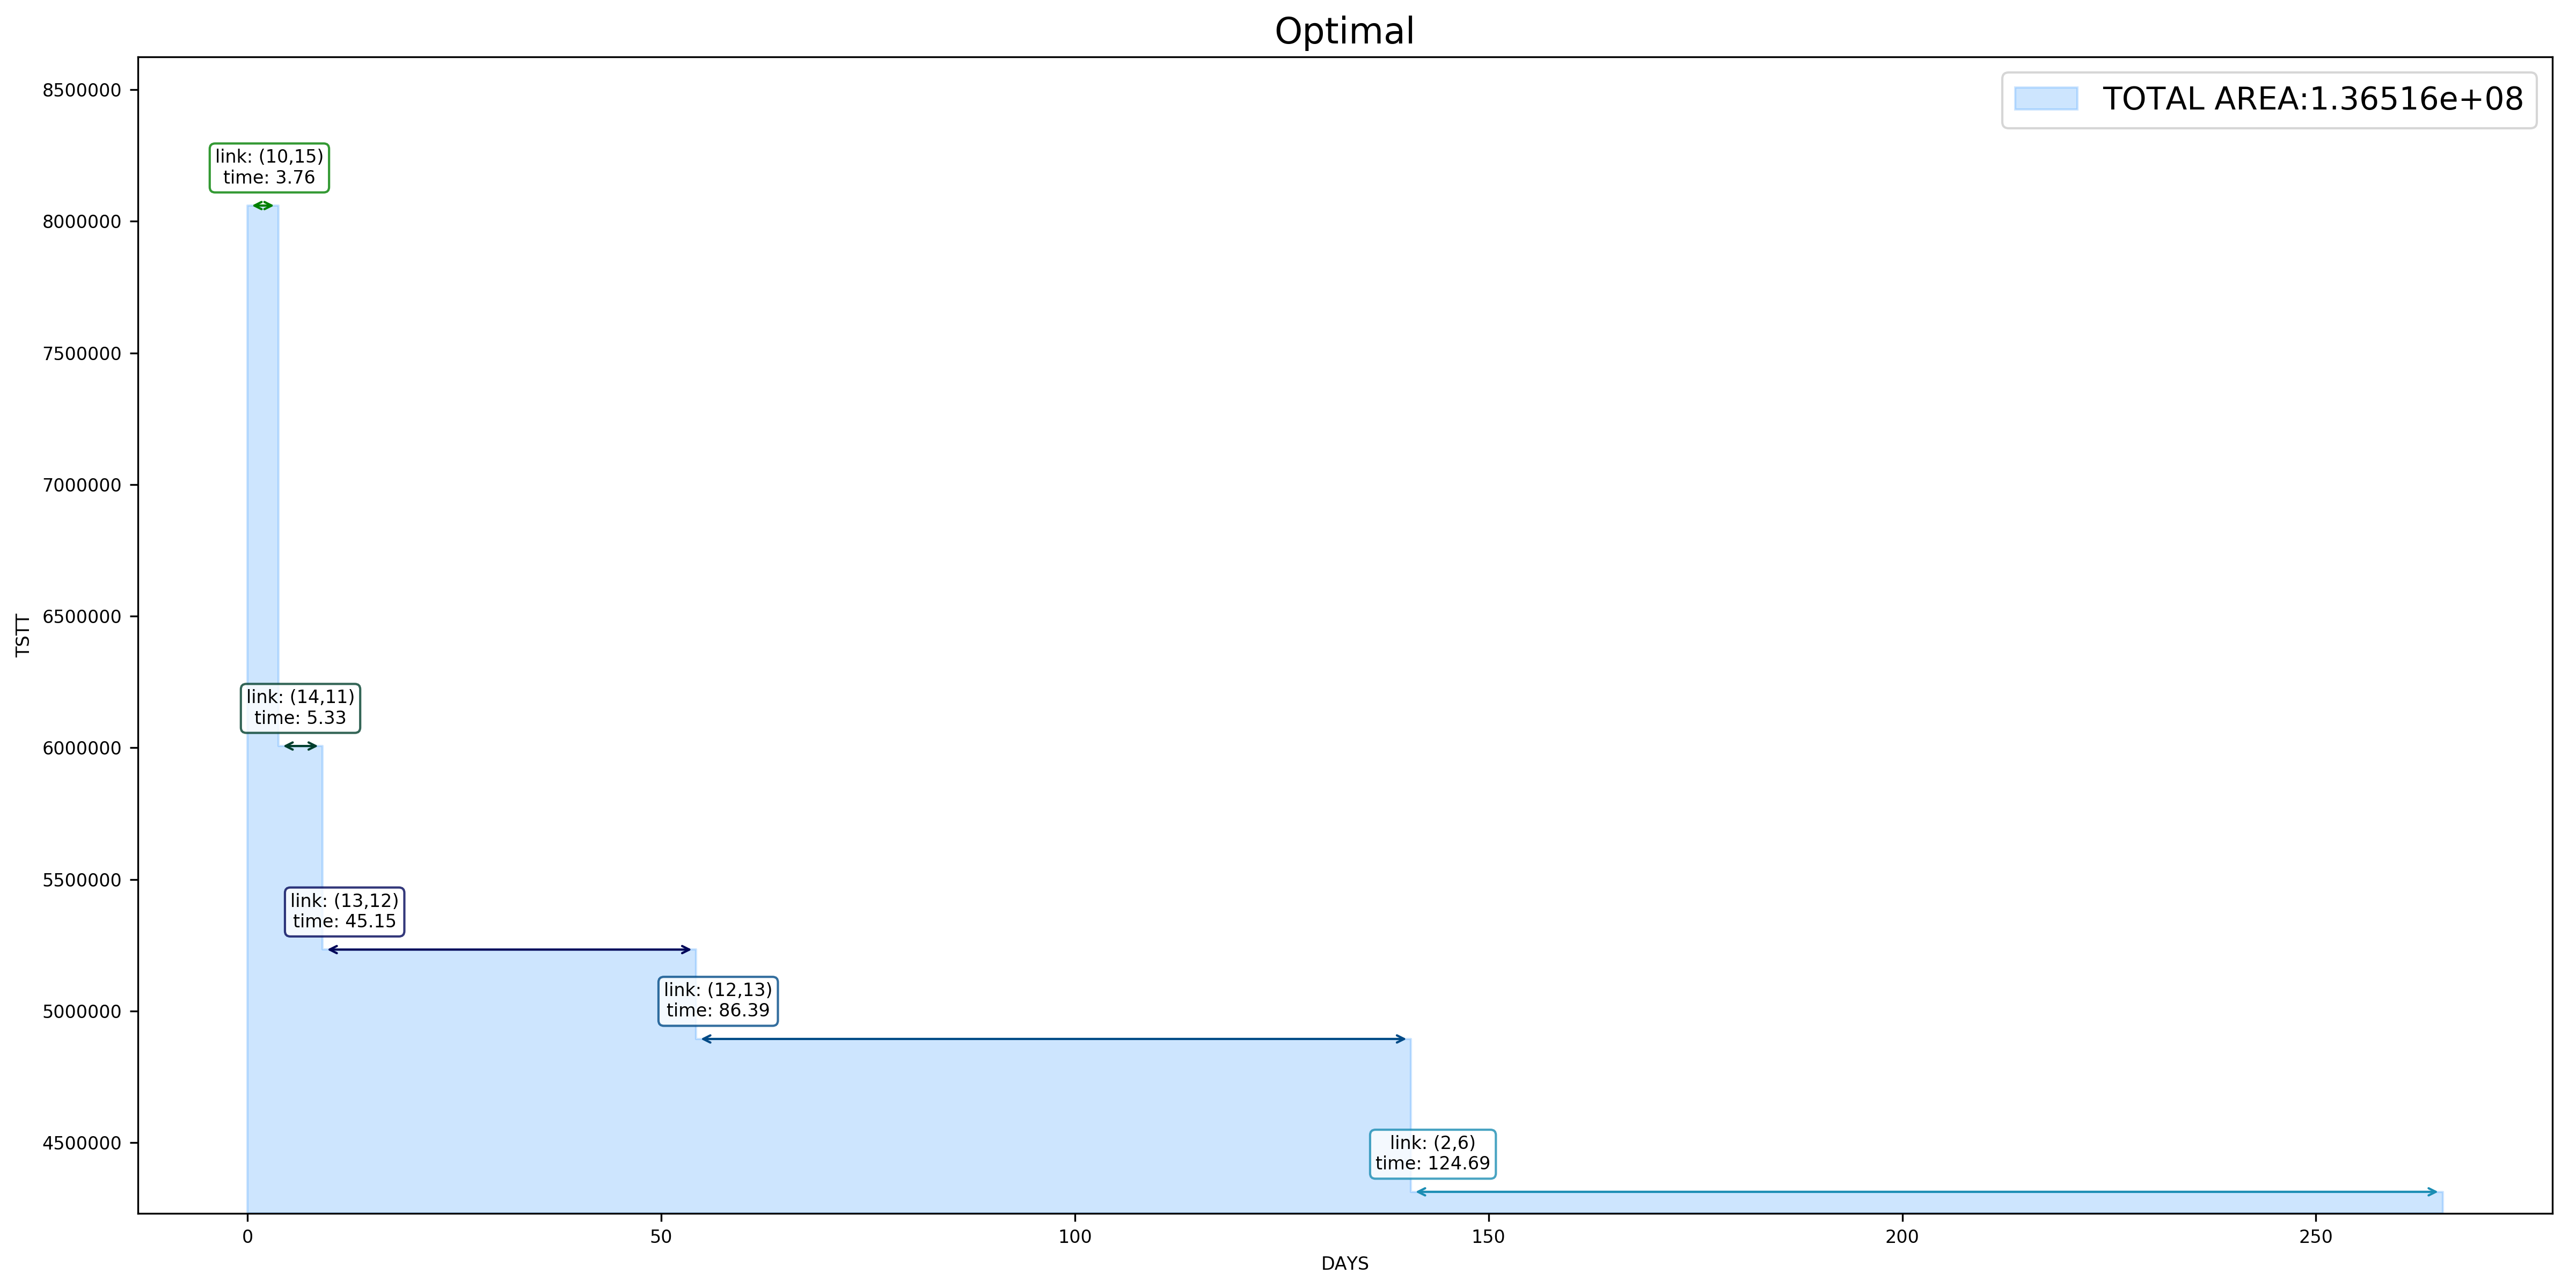 Optimal
TOTAL AREA:1.36516e+08
8500000
8000000
7500000
7000000
6500000
6000000
5500000
5000000
4500000
TSTT
link: (10,15)
time: 3.76
link: (14,11)
time: 5.33
link: (13,12)
time: 45.15
link: (12,13)
time: 86.39
link: (2,6)
time: 124.69
0
50
100
150
200
250
DAYS